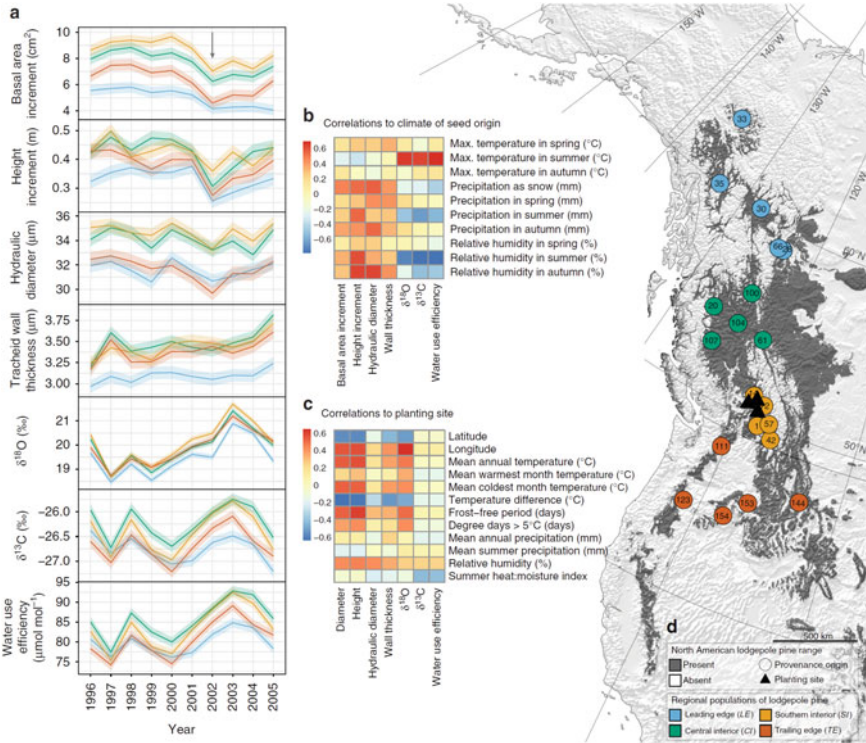 a
Basal area increment (cm²)
10
8
6
4
Height increment (m)
0.5
0.4
0.3
Hydraulic diameter (μm)
36
34
32
30
Tracheid wall thickness (μm)
3.75
3.50
3.25
3.00
δ¹⁸O (‰)
21
20
19
δ¹³C (‰)
−26.0
−26.5
−27.0
Water use efficiency (μmol mol⁻¹)
95
90
85
80
75
1996 1997 1998 1999 2000 2001 2002 2003 2004 2005
Year
b
Correlations to climate of seed origin
0.6
0.4
0.2
0
−0.2
−0.4
−0.6
Max. temperature in spring (°C)
Max. temperature in summer (°C)
Max. temperature in autumn (°C)
Precipitation as snow (mm)
Precipitation in spring (mm)
Precipitation in summer (mm)
Precipitation in autumn (mm)
Relative humidity in spring (%)
Relative humidity in summer (%)
Relative humidity in autumn (%)
Basal area increment
Height increment
Hydraulic diameter
Wall thickness
δ¹⁸O
δ¹³C
Water use efficiency
c
Correlations to planting site
0.6
0.4
0.2
0
−0.2
−0.4
−0.6
Latitude
Longitude
Mean annual temperature (°C)
Mean warmest month temperature (°C)
Mean coldest month temperature (°C)
Temperature difference (°C)
Frost−free period (days)
Degree days > 5°C (days)
Mean annual precipitation (mm)
Mean summer precipitation (mm)
Relative humidity (%)
Summer heat:moisture index
Diameter
Height
Hydraulic diameter
Wall thickness
δ¹⁸O
δ¹³C
Water use efficiency
150°W
140°W
130°W
120°W
60°N
50°N
33
35
30
66
100
20
104
107
61
57
42
111
123
153
154
144
500 km
d
North American lodgepole pine range
Present
Provenance origin
Absent
Planting site
Regional populations of lodgepole pine
Leading edge (LE)
Southern interior (SI)
Central interior (CI)
Trailing edge (TE)